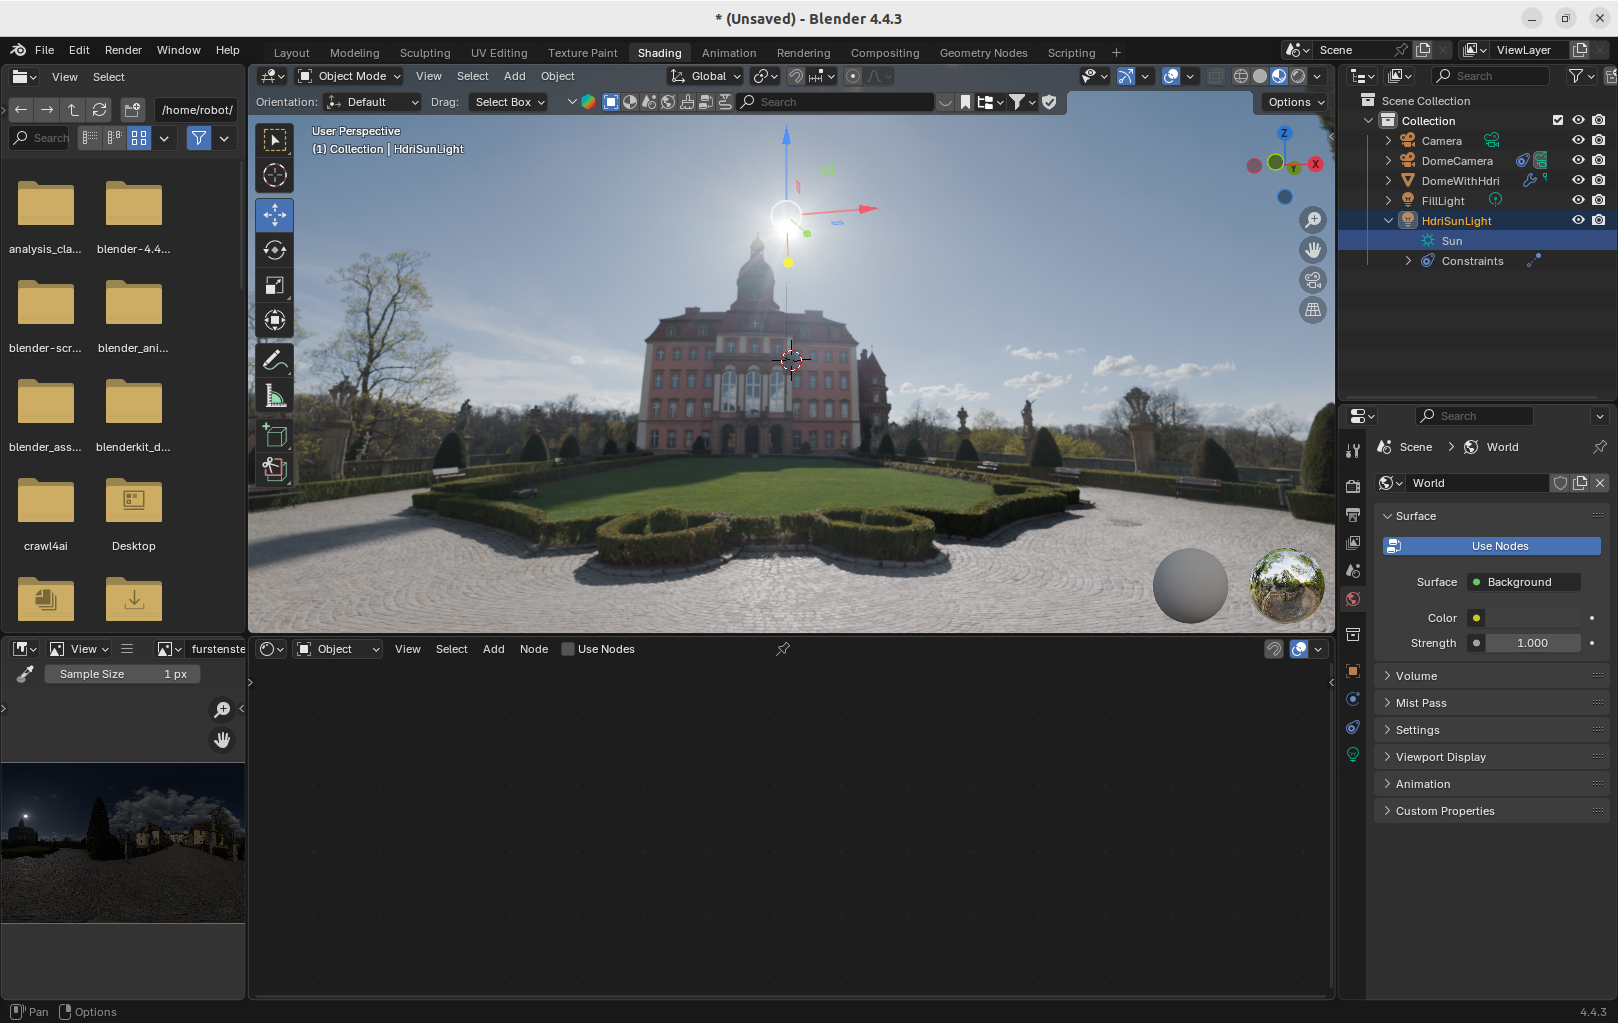 * (Unsaved) - Blender 4.4.3
File Edit Render Window Help
Layout Modeling Sculpting UV Editing Texture Paint Shading Animation Rendering Compositing Geometry Nodes Scripting +
Scene
ViewLayer
View Select
/home/robot/
Search
analysis_cla...
blender-4.4...
blender-scr...
blender_ani...
blender_ass...
blenderkit_d...
crawl4ai
Desktop
Object Mode View Select Add Object Global
Orientation: Default Drag: Select Box Search Options
User Perspective
(1) Collection | HdriSunLight
Z
X
Y
View furstenste
Sample Size 1 px
Object View Select Add Node Use Nodes
Search
Scene Collection
Collection
Camera
DomeCamera
DomeWithHdri
FillLight
HdriSunLight
Sun
Constraints
Search
Scene World
World
Surface
Use Nodes
Surface Background
Color
Strength 1.000
Volume
Mist Pass
Settings
Viewport Display
Animation
Custom Properties
Pan Options
4.4.3